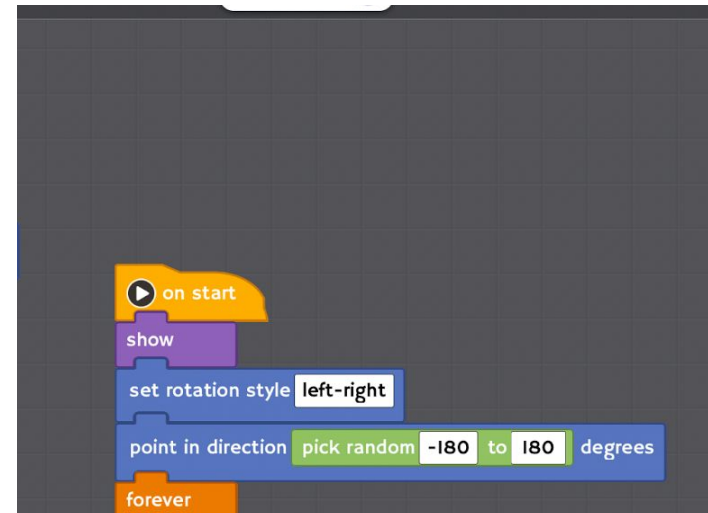 on start
show
set rotation style left-right
point in direction pick random -180 to 180 degrees
forever